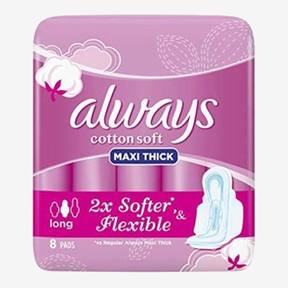 always
cotton soft
MAXI THICK
long
2x Softer*
& Flexible
8 PADS
*vs Regular Always Maxi Thick